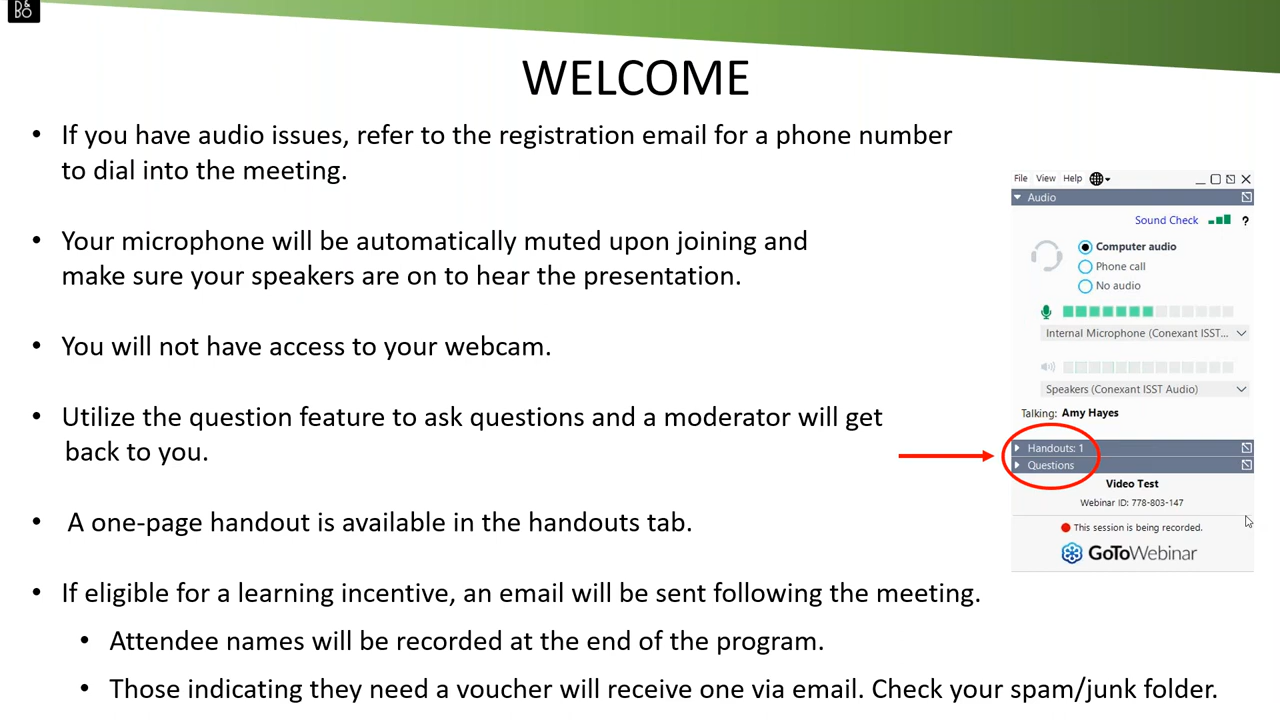 B&
BO
WELCOME
• If you have audio issues, refer to the registration email for a phone number
to dial into the meeting.
• Your microphone will be automatically muted upon joining and
make sure your speakers are on to hear the presentation.
• You will not have access to your webcam.
• Utilize the question feature to ask questions and a moderator will get
back to you.
• A one-page handout is available in the handouts tab.
• If eligible for a learning incentive, an email will be sent following the meeting.
• Attendee names will be recorded at the end of the program.
• Those indicating they need a voucher will receive one via email. Check your spam/junk folder.
File View Help
Audio
Sound Check ?
Computer audio
Phone call
No audio
Internal Microphone (Conexant ISST...
Speakers (Conexant ISST Audio)
Talking: Amy Hayes
Handouts: 1
Questions
Video Test
Webinar ID: 778-803-147
This session is being recorded.
GoToWebinar